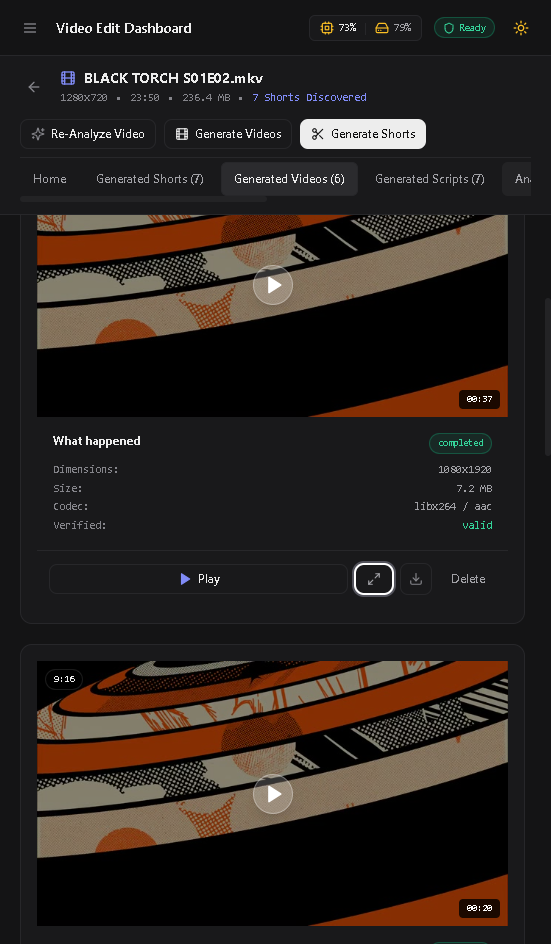 Video Edit Dashboard
73%
79%
Ready
BLACK TORCH S01E02.mkv
1280x720 • 23:50 • 236.4 MB • 7 Shorts Discovered
Re-Analyze Video
Generate Videos
Generate Shorts
Home
Generated Shorts (7)
Generated Videos (6)
Generated Scripts (7)
00:37
What happened
completed
Dimensions: 1080x1920
Size: 7.2 MB
Codec: libx264 / aac
Verified: valid
Play
Delete
9:16
00:20